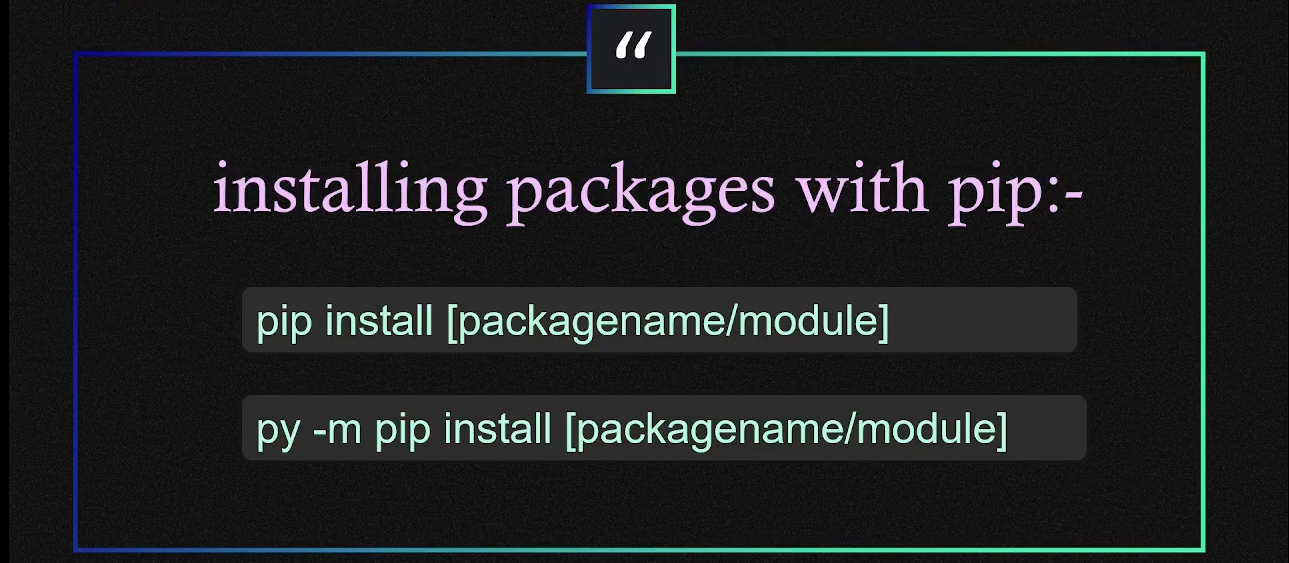 “
installing packages with pip:-
pip install [packagename/module]
py -m pip install [packagename/module]